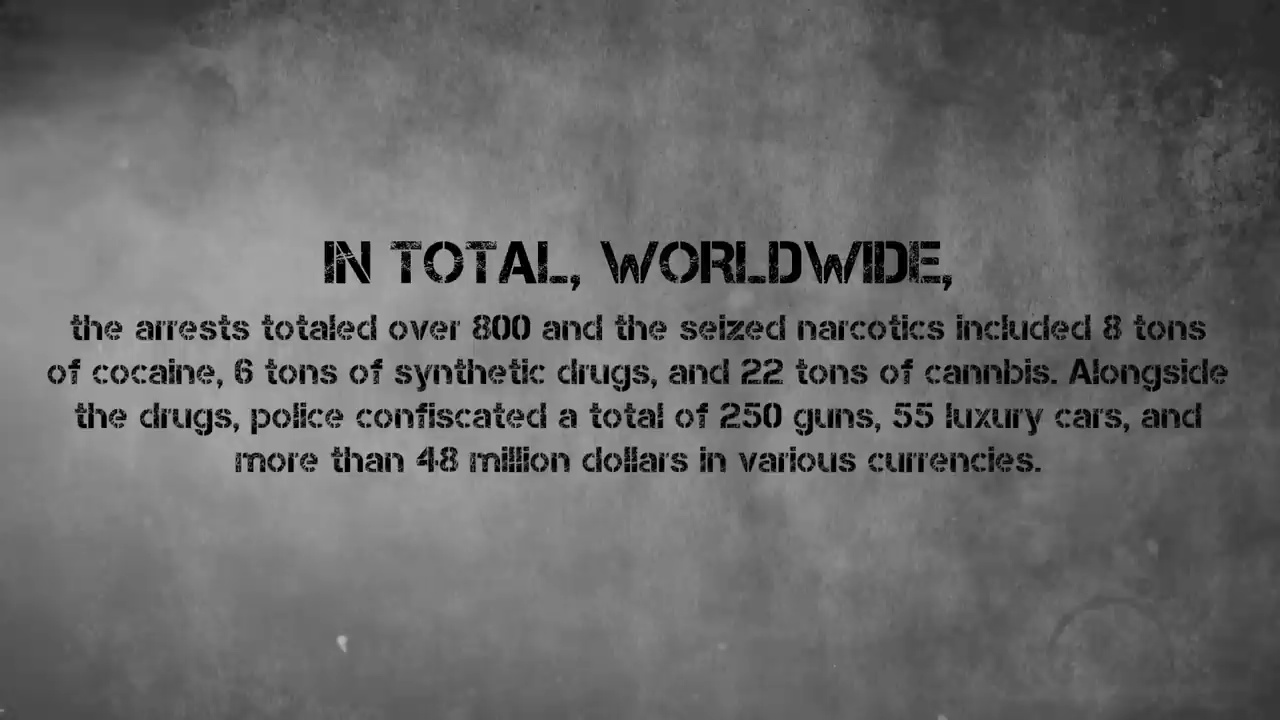 IN TOTAL, WORLDWIDE,
the arrests totaled over 800 and the seized narcotics included 8 tons
of cocaine, 6 tons of synthetic drugs, and 22 tons of cannbis. Alongside
the drugs, police confiscated a total of 250 guns, 55 luxury cars, and
more than 48 million dollars in various currencies.